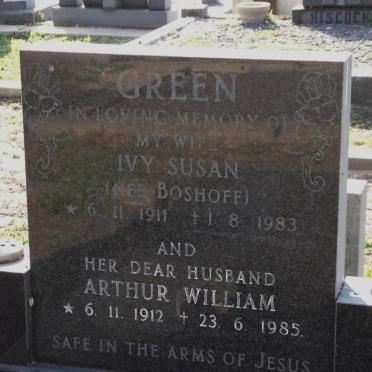 HISCOCK
GREEN
IN LOVING MEMORY OF
MY WIFE
IVY SUSAN
(NEE BOSHOFF)
★ 6. 11. 1911 † 1. 8. 1983
AND
HER DEAR HUSBAND
ARTHUR WILLIAM
★ 6. 11. 1912 † 23. 6. 1985.
SAFE IN THE ARMS OF JESUS